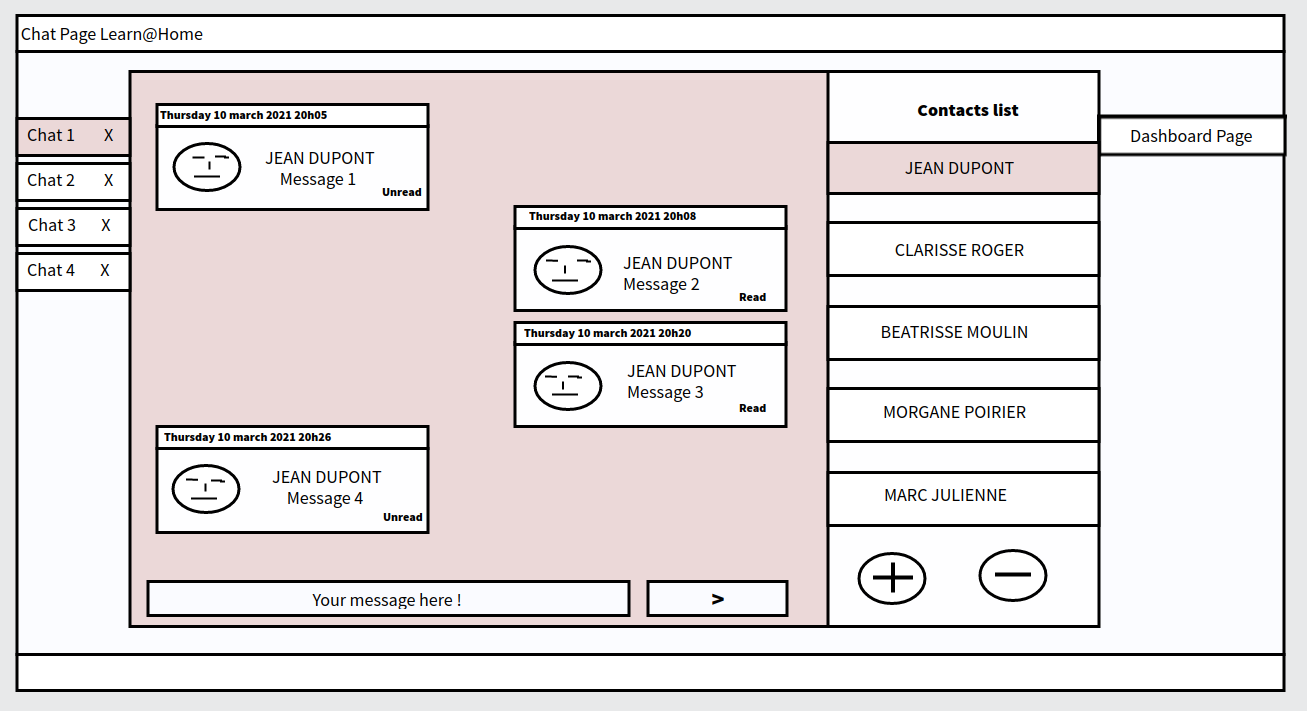 Chat Page Learn@Home
Chat 1 X
Chat 2 X
Chat 3 X
Chat 4 X
Thursday 10 march 2021 20h05
JEAN DUPONT
Message 1
Unread
Thursday 10 march 2021 20h08
JEAN DUPONT
Message 2
Read
Thursday 10 march 2021 20h20
JEAN DUPONT
Message 3
Read
Thursday 10 march 2021 20h26
JEAN DUPONT
Message 4
Unread
Your message here !
>
Contacts list
JEAN DUPONT
CLARISSE ROGER
BEATRISSE MOULIN
MORGANE POIRIER
MARC JULIENNE
Dashboard Page